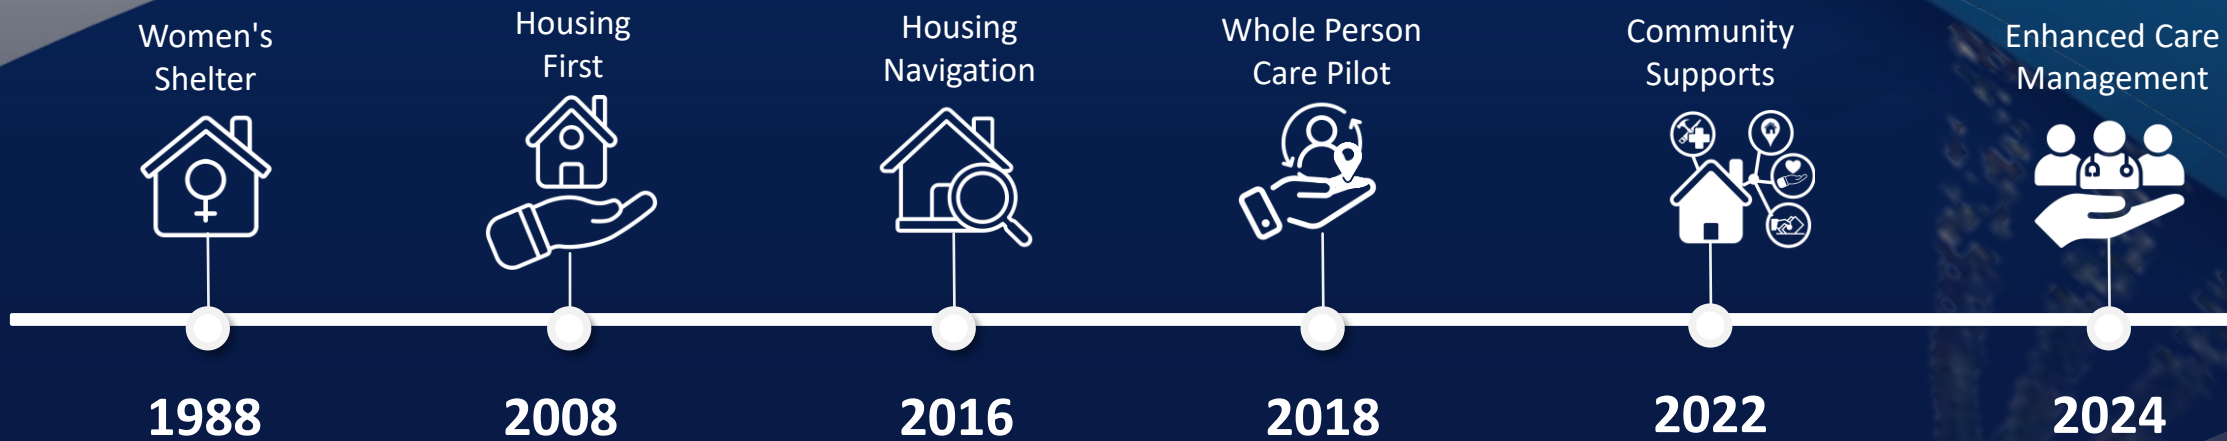 Women's
Shelter
Housing
First
Housing
Navigation
Whole Person
Care Pilot
Community
Supports
Enhanced Care
Management
1988
2008
2016
2018
2022
2024